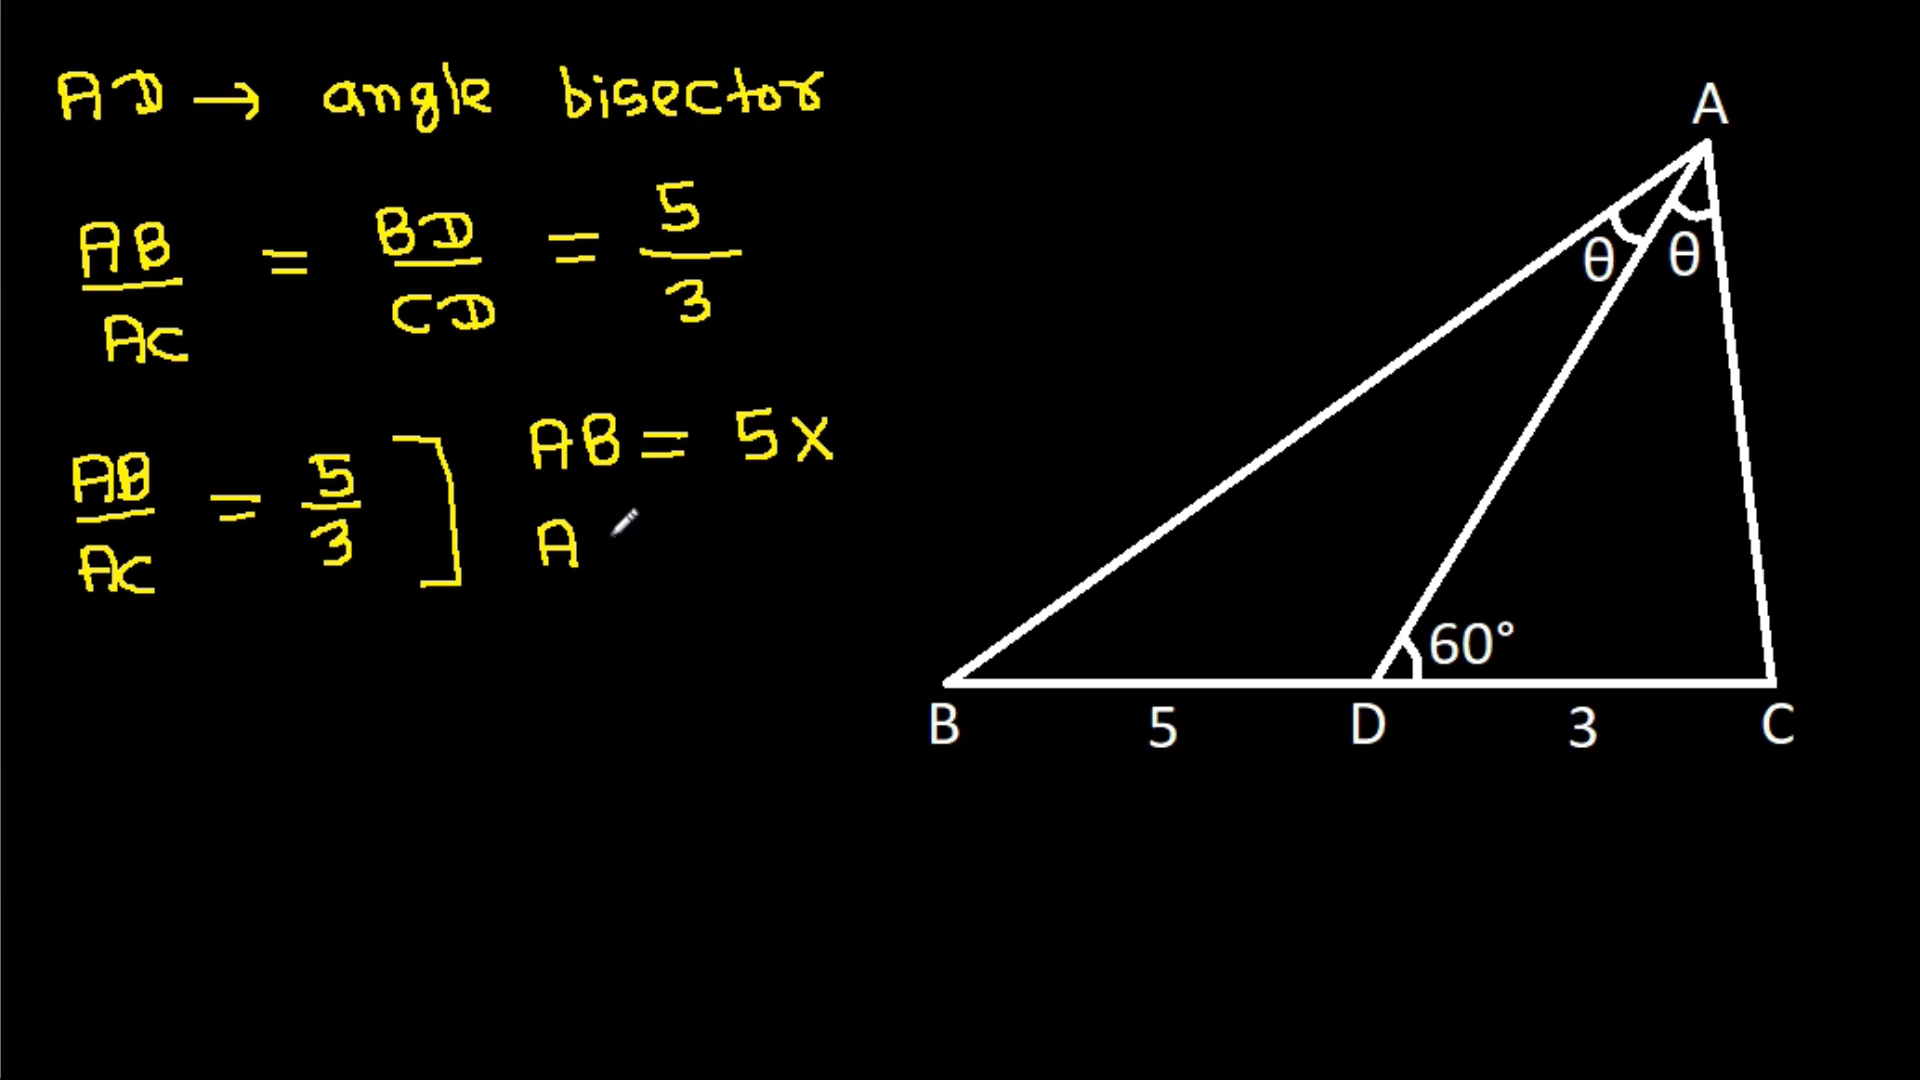 AD → angle bisector
AB/AC = BD/CD = 5/3
AB/AC = 5/3 ] AB = 5x
A
A
θ θ
60°
B 5 D 3 C